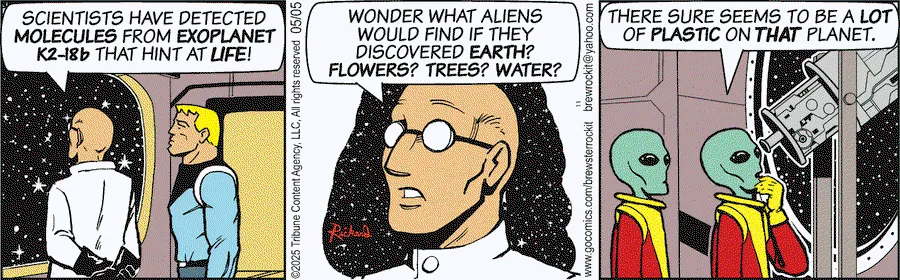 SCIENTISTS HAVE DETECTED
MOLECULES FROM EXOPLANET
K2-18b THAT HINT AT LIFE!
©2025 Tribune Content Agency, LLC, All rights reserved 05/05
WONDER WHAT ALIENS
WOULD FIND IF THEY
DISCOVERED EARTH?
FLOWERS? TREES? WATER?
Richard
www.gocomics.com/brewsterrockit
11
brewrockit@yahoo.com
THERE SURE SEEMS TO BE A LOT
OF PLASTIC ON THAT PLANET.